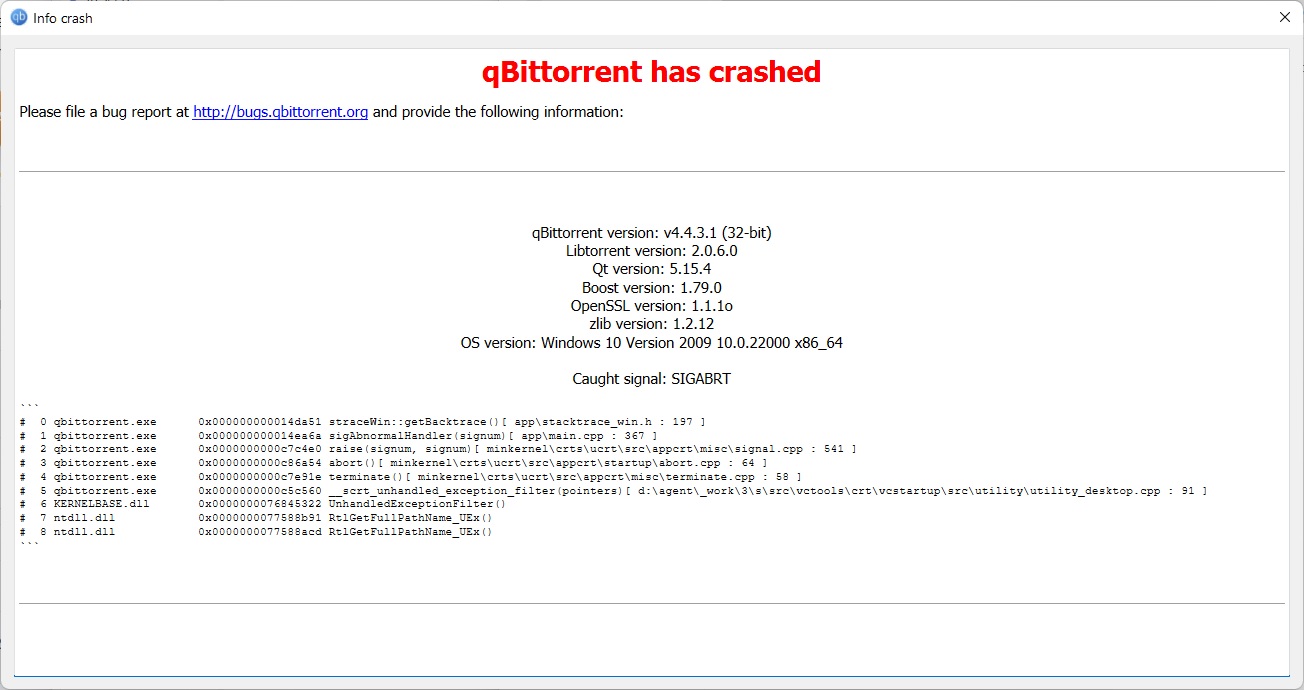 qb Info crash
qBittorrent has crashed
Please file a bug report at http://bugs.qbittorrent.org and provide the following information:
qBittorrent version: v4.4.3.1 (32-bit)
Libtorrent version: 2.0.6.0
Qt version: 5.15.4
Boost version: 1.79.0
OpenSSL version: 1.1.1o
zlib version: 1.2.12
OS version: Windows 10 Version 2009 10.0.22000 x86_64
Caught signal: SIGABRT
```
#  0 qbittorrent.exe      0x000000000014da51 straceWin::getBacktrace()[ app\stacktrace_win.h : 197 ]
#  1 qbittorrent.exe      0x000000000014ea6a sigAbnormalHandler(signum)[ app\main.cpp : 367 ]
#  2 qbittorrent.exe      0x0000000000c7c4e0 raise(signum, signum)[ minkernel\crts\ucrt\src\appcrt\misc\signal.cpp : 541 ]
#  3 qbittorrent.exe      0x0000000000c86a54 abort()[ minkernel\crts\ucrt\src\appcrt\startup\abort.cpp : 64 ]
#  4 qbittorrent.exe      0x0000000000c7e91e terminate()[ minkernel\crts\ucrt\src\appcrt\misc\terminate.cpp : 58 ]
#  5 qbittorrent.exe      0x0000000000c5c560 __scrt_unhandled_exception_filter(pointers)[ d:\agent\_work\3\s\src\vctools\crt\vcstartup\src\utility\utility_desktop.cpp : 91 ]
#  6 KERNELBASE.dll       0x0000000076845322 UnhandledExceptionFilter()
#  7 ntdll.dll            0x0000000077588b91 RtlGetFullPathName_UEx()
#  8 ntdll.dll            0x0000000077588acd RtlGetFullPathName_UEx()
```